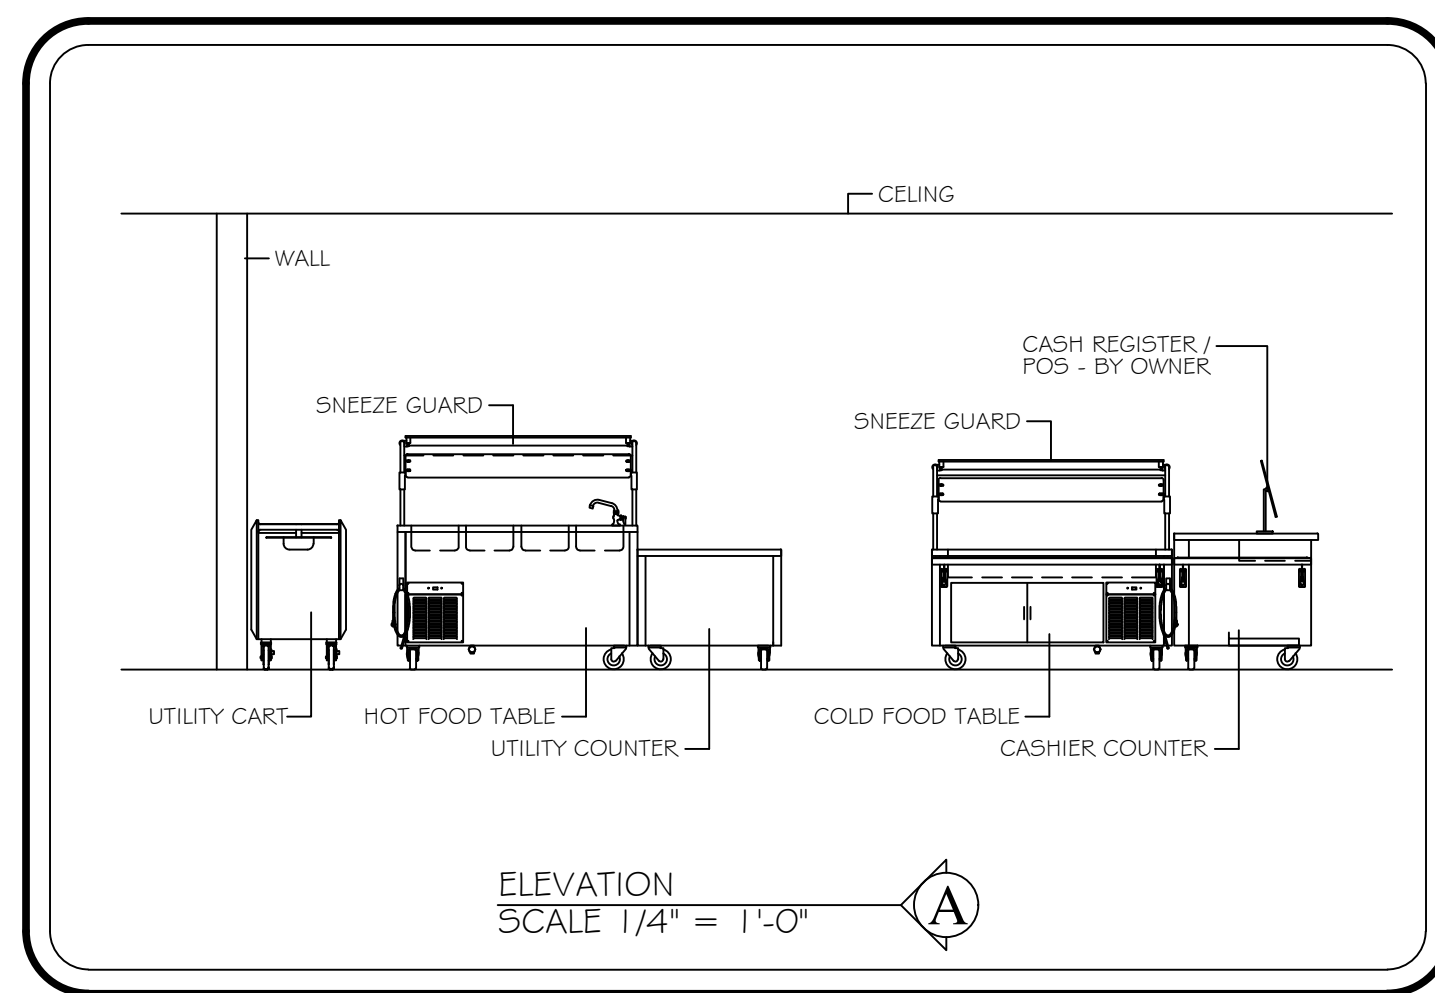 CELING
WALL
CASH REGISTER /
POS - BY OWNER
SNEEZE GUARD
SNEEZE GUARD
UTILITY CART
HOT FOOD TABLE
COLD FOOD TABLE
UTILITY COUNTER
CASHIER COUNTER
ELEVATION
SCALE 1/4" = 1'-0"
A